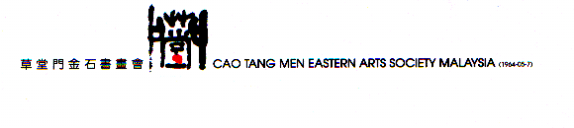 草堂門金石書畫會 CAO TANG MEN EASTERN ARTS SOCIETY MALAYSIA (1964-05-7)